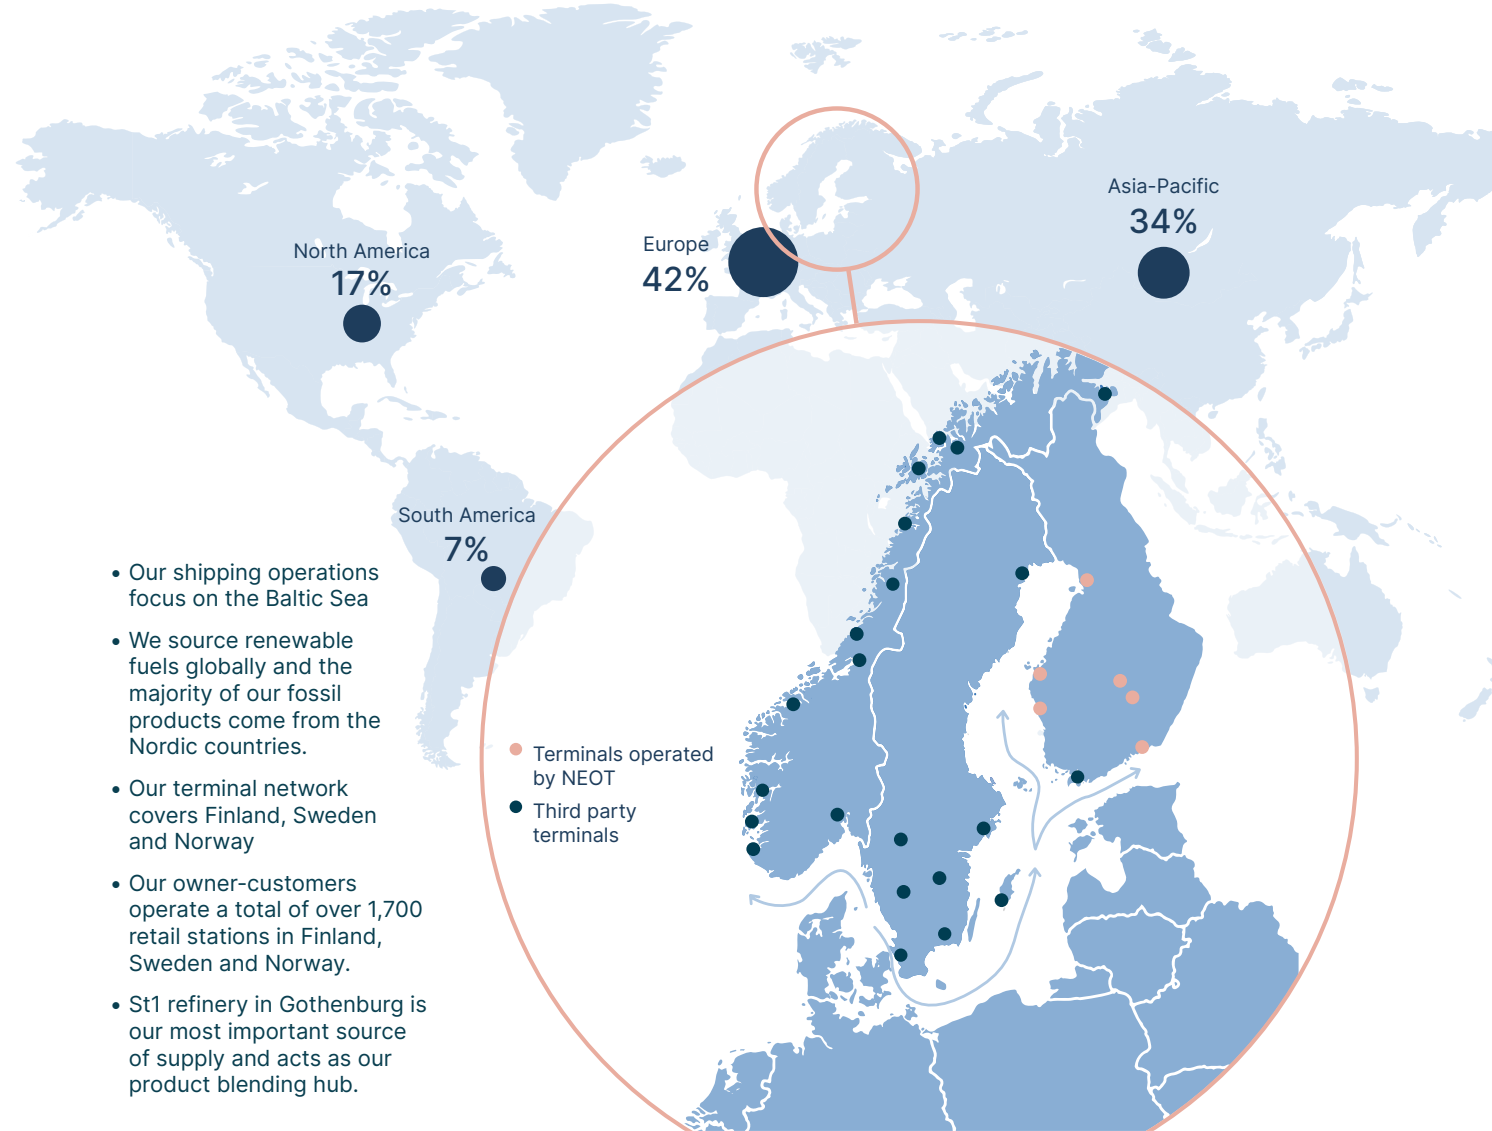 Asia-Pacific
34%
Europe
42%
North America
17%
South America
7%
• Our shipping operations
focus on the Baltic Sea
• We source renewable
fuels globally and the
majority of our fossil
products come from the
Nordic countries.
• Our terminal network
covers Finland, Sweden
and Norway
• Our owner-customers
operate a total of over 1,700
retail stations in Finland,
Sweden and Norway.
• St1 refinery in Gothenburg is
our most important source
of supply and acts as our
product blending hub.
Terminals operated
by NEOT
Third party
terminals